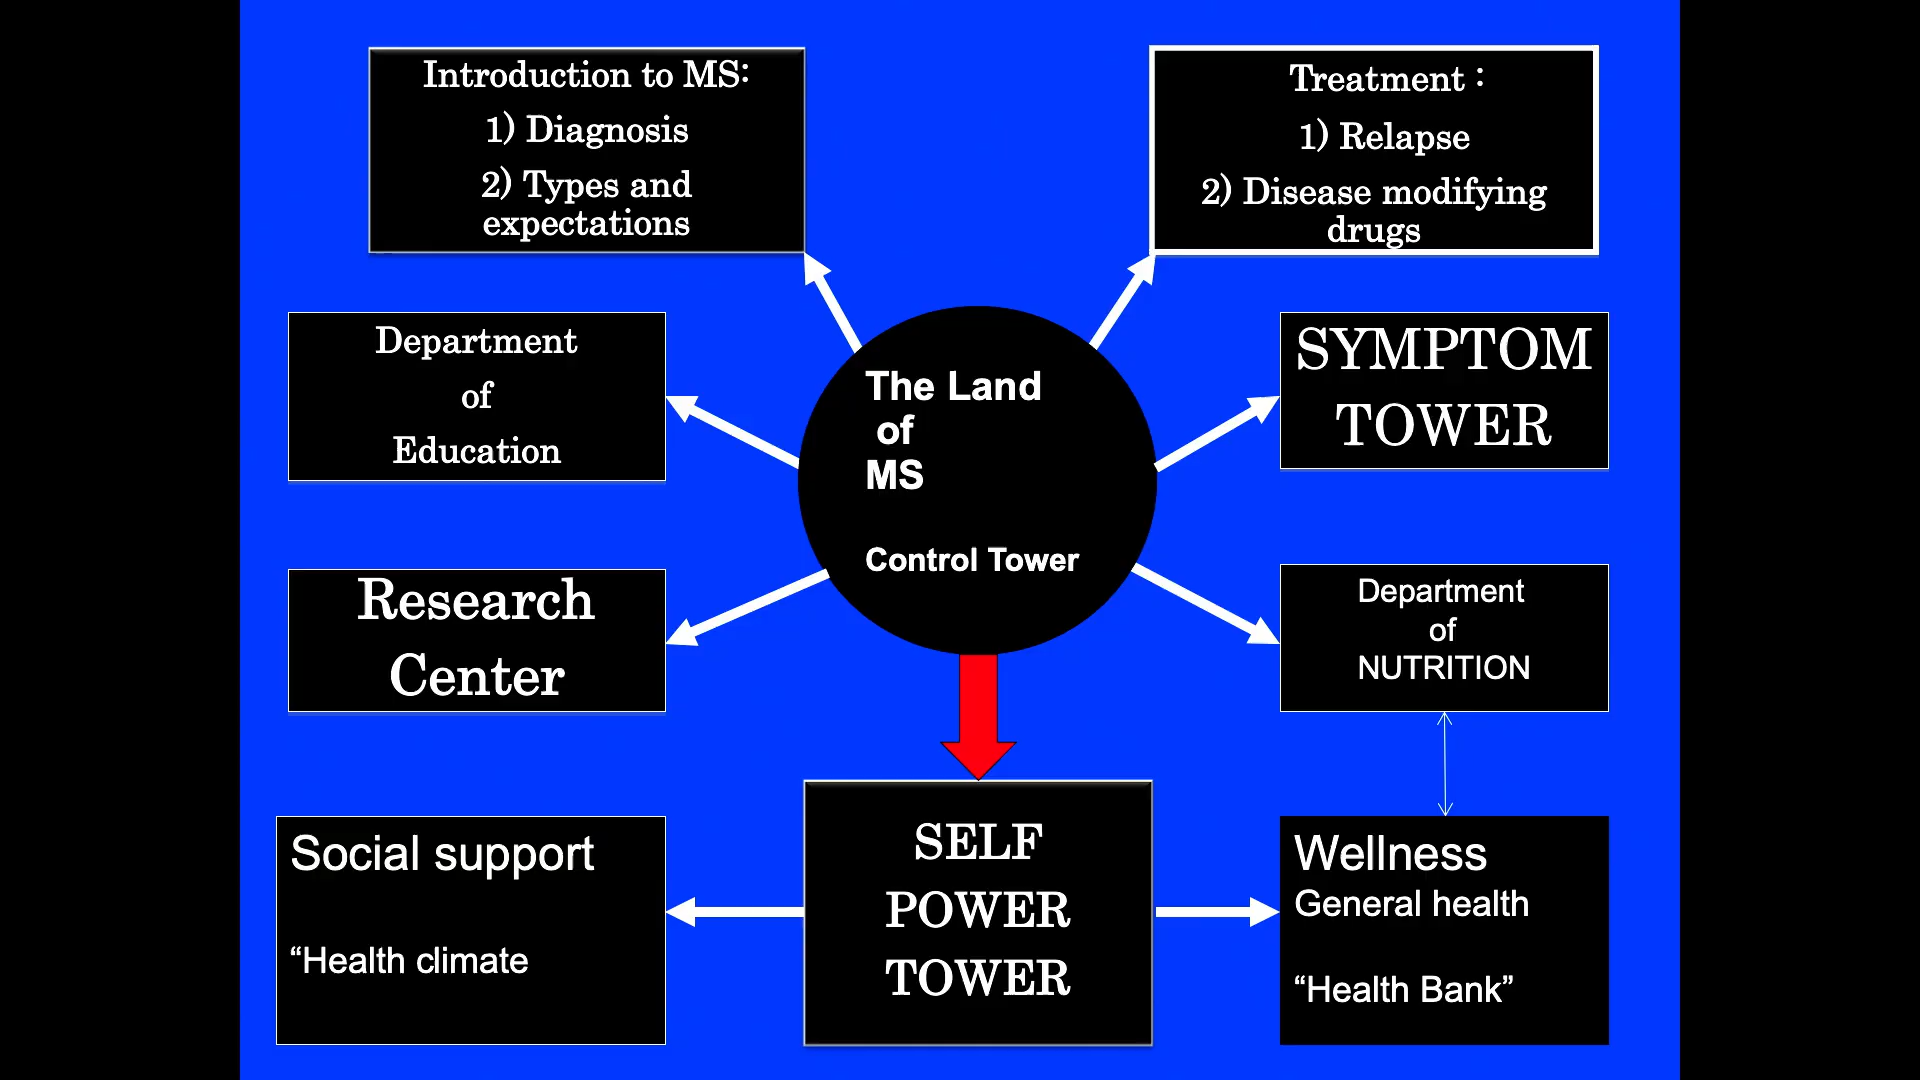 Introduction to MS:
1) Diagnosis
2) Types and
expectations
Treatment :
1) Relapse
2) Disease modifying
drugs
Department
of
Education
The Land
of
MS
Control Tower
SYMPTOM
TOWER
Research
Center
Department
of
NUTRITION
Social support
“Health climate
SELF
POWER
TOWER
Wellness
General health
“Health Bank”